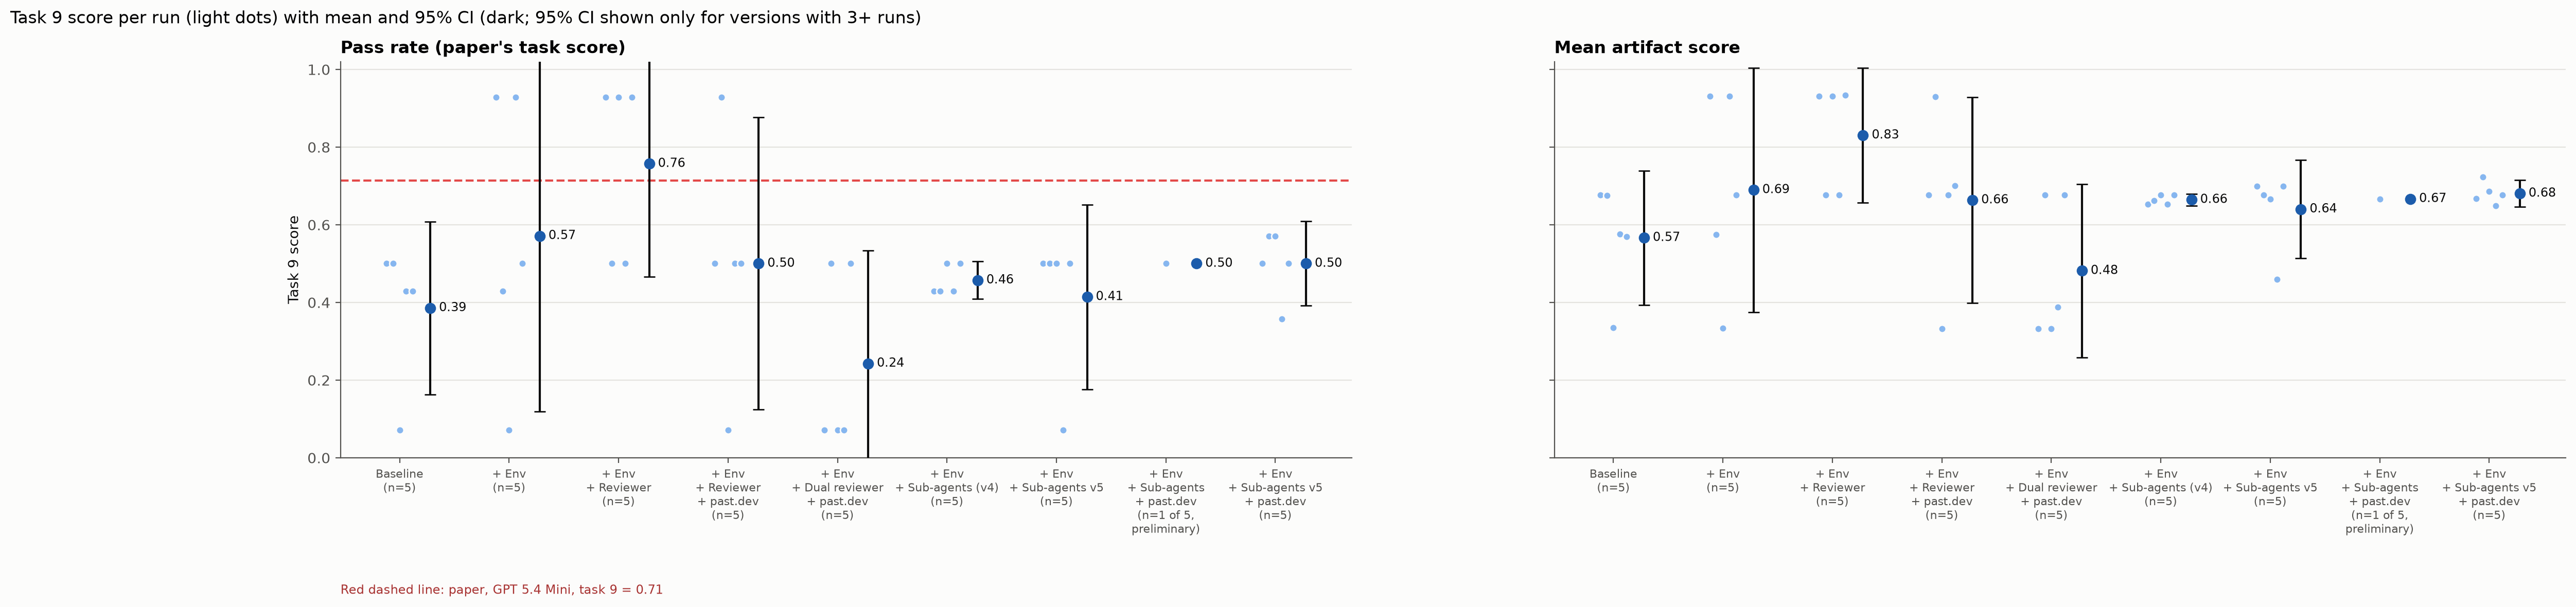 Task 9 score per run (light dots) with mean and 95% CI (dark; 95% CI shown only for versions with 3+ runs)
Pass rate (paper's task score)
Task 9 score
1.0
0.8
0.6
0.4
0.2
0.0
0.39
0.57
0.76
0.50
0.24
0.46
0.41
0.50
0.50
Baseline
(n=5)
+ Env
(n=5)
+ Env
+ Reviewer
(n=5)
+ Env
+ Reviewer
+ past.dev
(n=5)
+ Env
+ Dual reviewer
+ past.dev
(n=5)
+ Env
+ Sub-agents (v4)
(n=5)
+ Env
+ Sub-agents v5
(n=5)
+ Env
+ Sub-agents
+ past.dev
(n=1 of 5,
preliminary)
+ Env
+ Sub-agents v5
+ past.dev
(n=5)
Mean artifact score
0.57
0.69
0.83
0.66
0.48
0.66
0.64
0.67
0.68
Baseline
(n=5)
+ Env
(n=5)
+ Env
+ Reviewer
(n=5)
+ Env
+ Reviewer
+ past.dev
(n=5)
+ Env
+ Dual reviewer
+ past.dev
(n=5)
+ Env
+ Sub-agents (v4)
(n=5)
+ Env
+ Sub-agents v5
(n=5)
+ Env
+ Sub-agents
+ past.dev
(n=1 of 5,
preliminary)
+ Env
+ Sub-agents v5
+ past.dev
(n=5)
Red dashed line: paper, GPT 5.4 Mini, task 9 = 0.71